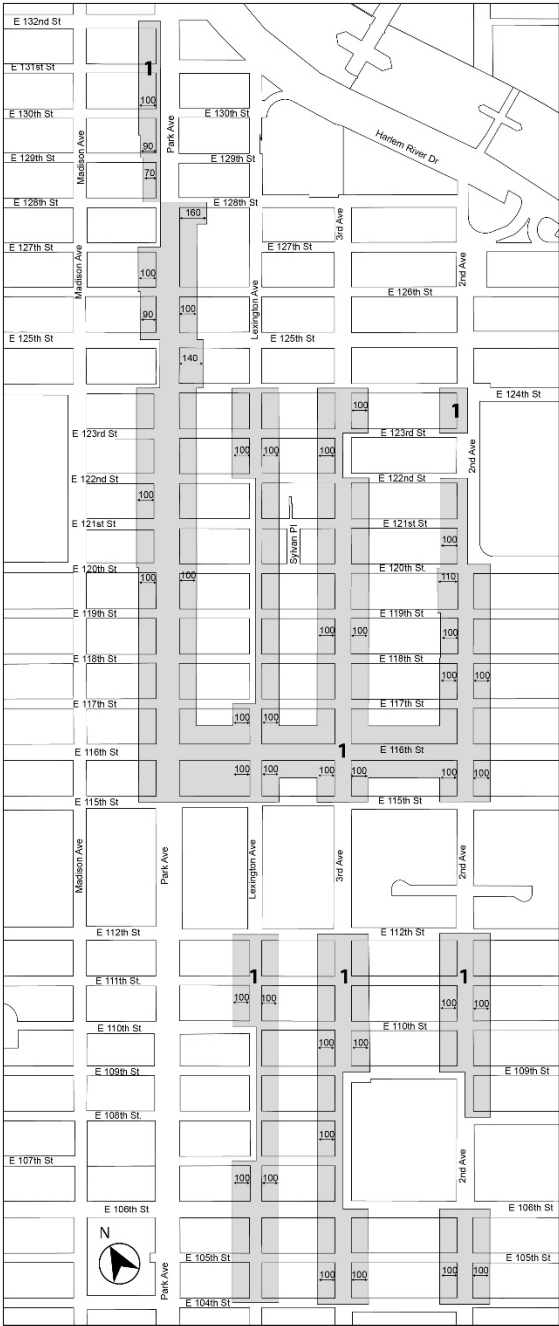 E 132nd St
E 131st St
1
100
E 130th St
E 130th St
Madison Ave
Park Ave
Harlem River Dr
90
E 129th St
E 129th St
70
E 128th St
E 128th St
160
3rd Ave
E 127th St
E 127th St
Madison Ave
2nd Ave
100
Lexington Ave
E 126th St
90
100
E 125th St
E 125th St
140
E 124th St
100
1
E 123rd St
E 123rd St
100
100
100
2nd Ave
E 122nd St
E 122nd St
100
E 121st St
E 121st St
Sylvan Pl
100
E 120th St
E 120th St.
100
100
110
E 119th St
E 119th St
100
100
100
E 118th St
E 118th St
100
100
E 117th St
E 117th St
100
100
E 116th St
1
E 116th St
100
100
100
100
100
100
E 115th St
E 115th St
Madison Ave
Park Ave
Lexington Ave
3rd Ave
2nd Ave
E 112th St
E 112th St
1
1
1
E 111th St.
100
100
100
100
E 110th St
E 110th St
100
100
E 109th St
E 109th St
E 108th St.
100
E 107th St
2nd Ave
100
100
E 106th St
E 106th St
N
E 105th St
E 105th St
Park Ave
100
100
100
100
E 104th St